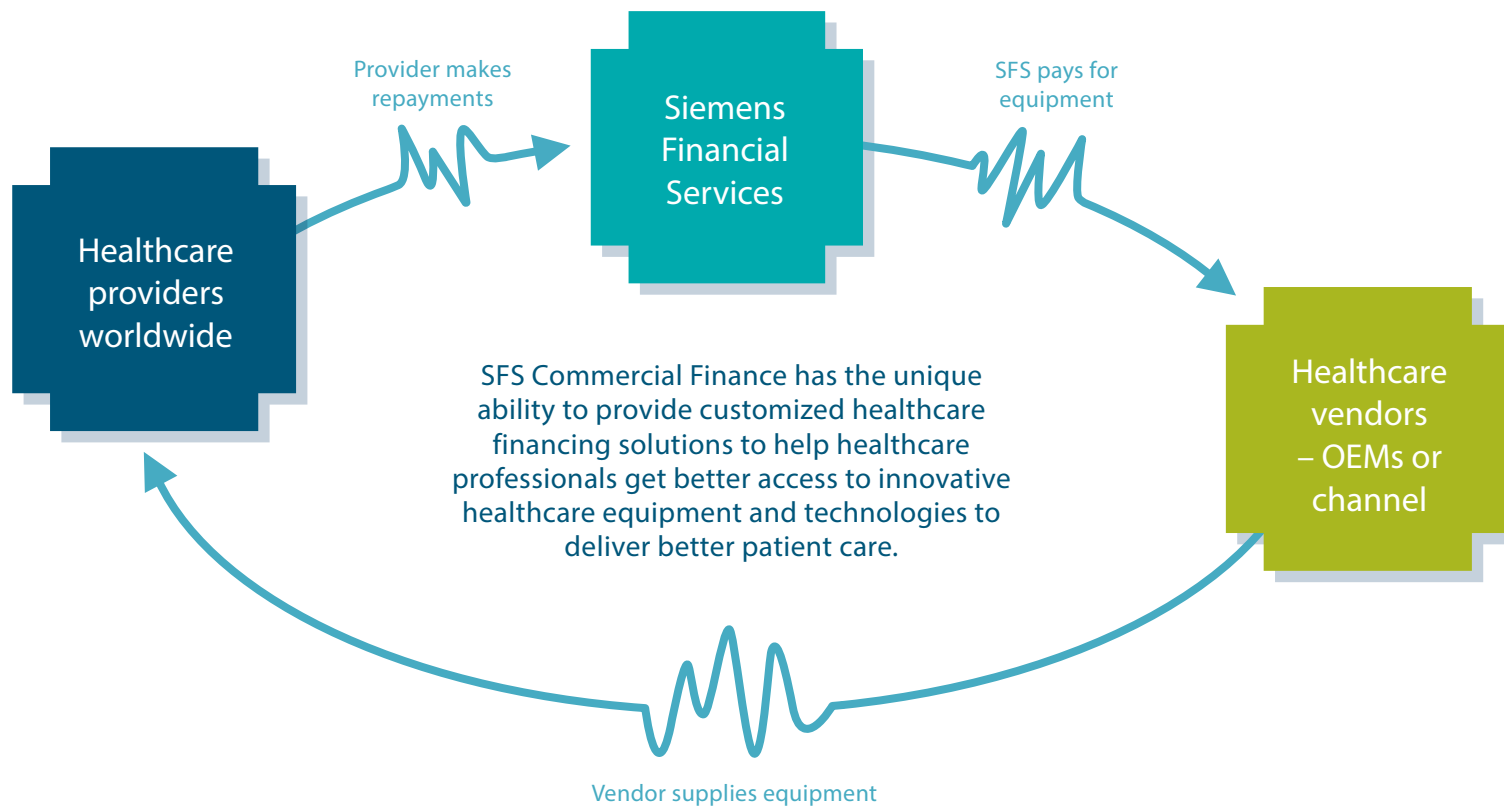 Provider makes
repayments
Siemens
Financial
Services
SFS pays for
equipment
Healthcare
providers
worldwide
SFS Commercial Finance has the unique
ability to provide customized healthcare
financing solutions to help healthcare
professionals get better access to innovative
healthcare equipment and technologies to
deliver better patient care.
Healthcare
vendors
– OEMs or
channel
Vendor supplies equipment